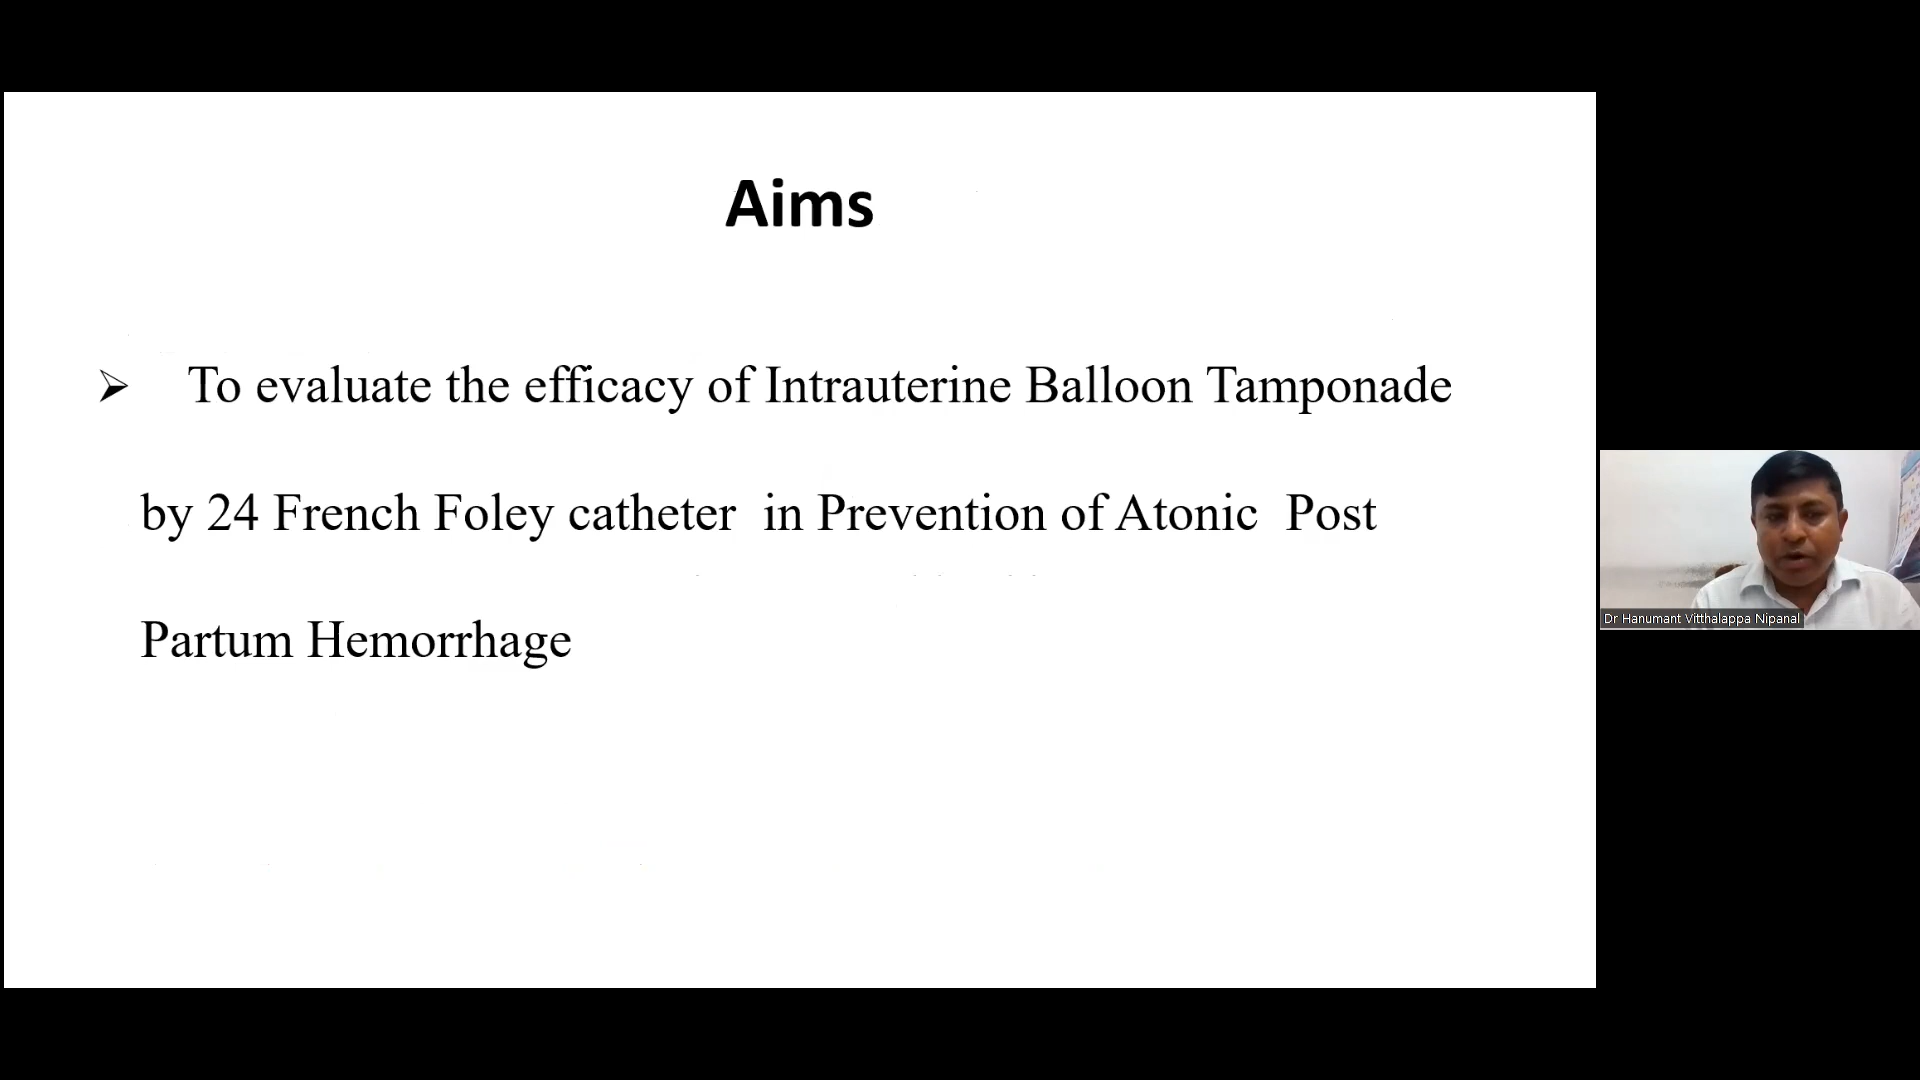 Aims
➢ To evaluate the efficacy of Intrauterine Balloon Tamponade
by 24 French Foley catheter in Prevention of Atonic Post
Partum Hemorrhage
Dr Hanumant Vitthalappa Nipanal